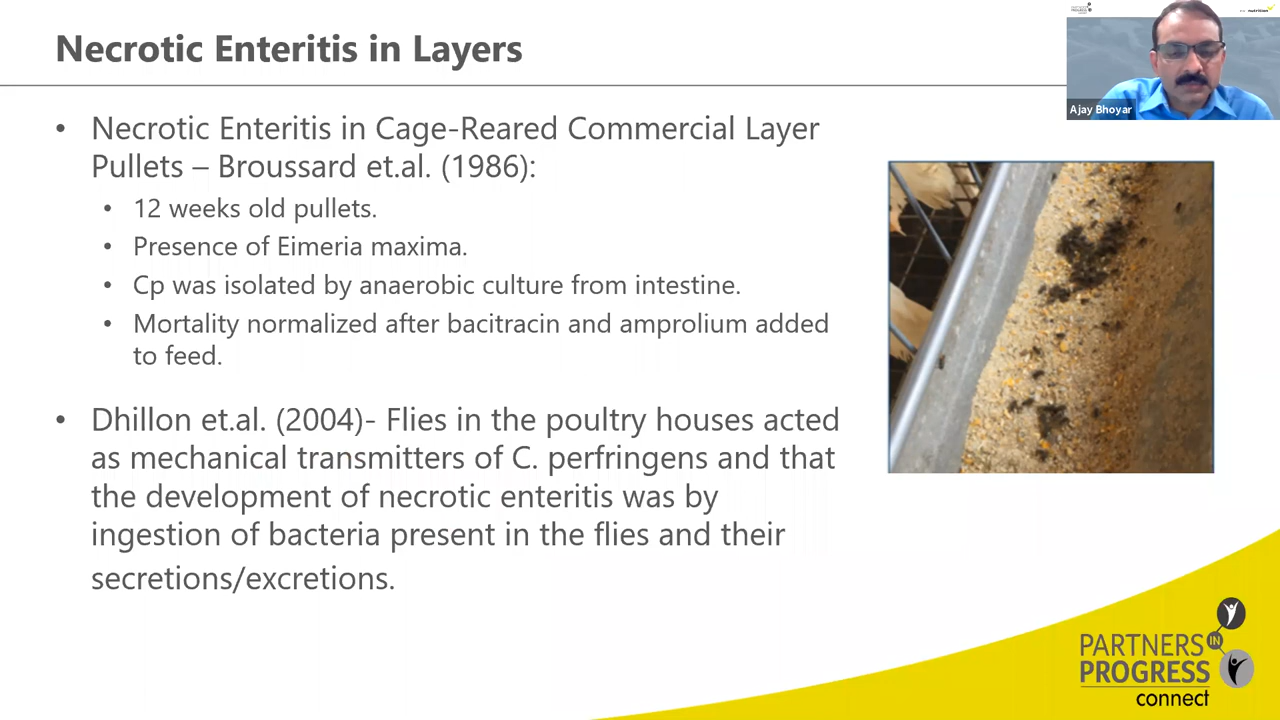 Necrotic Enteritis in Layers
• Necrotic Enteritis in Cage-Reared Commercial Layer
Pullets – Broussard et.al. (1986):
• 12 weeks old pullets.
• Presence of Eimeria maxima.
• Cp was isolated by anaerobic culture from intestine.
• Mortality normalized after bacitracin and amprolium added
to feed.
• Dhillon et.al. (2004)- Flies in the poultry houses acted
as mechanical transmitters of C. perfringens and that
the development of necrotic enteritis was by
ingestion of bacteria present in the flies and their
secretions/excretions.
Ajay Bhoyar
PARTNERS
IN
PROGRESS
connect